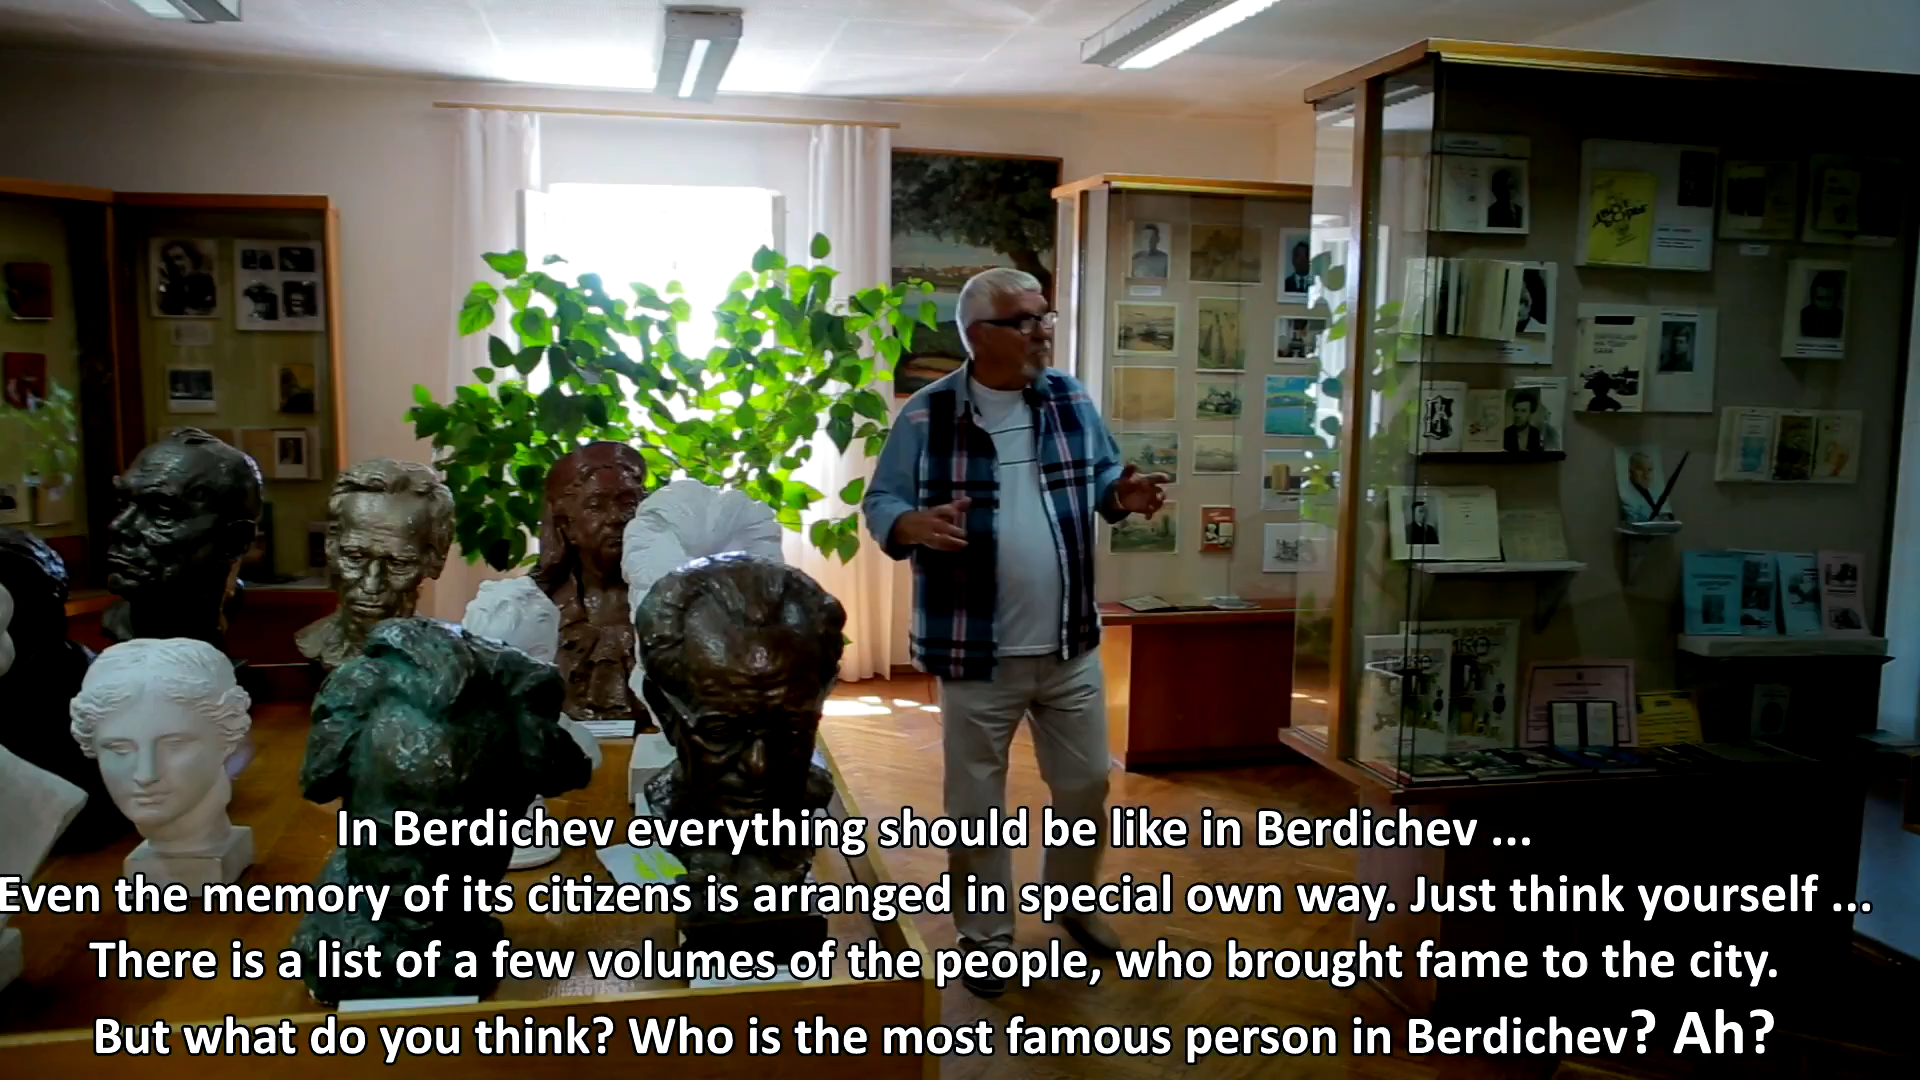 In Berdichev everything should be like in Berdichev ...
Even the memory of its citizens is arranged in special own way. Just think yourself ...
There is a list of a few volumes of the people, who brought fame to the city.
But what do you think? Who is the most famous person in Berdichev? Ah?